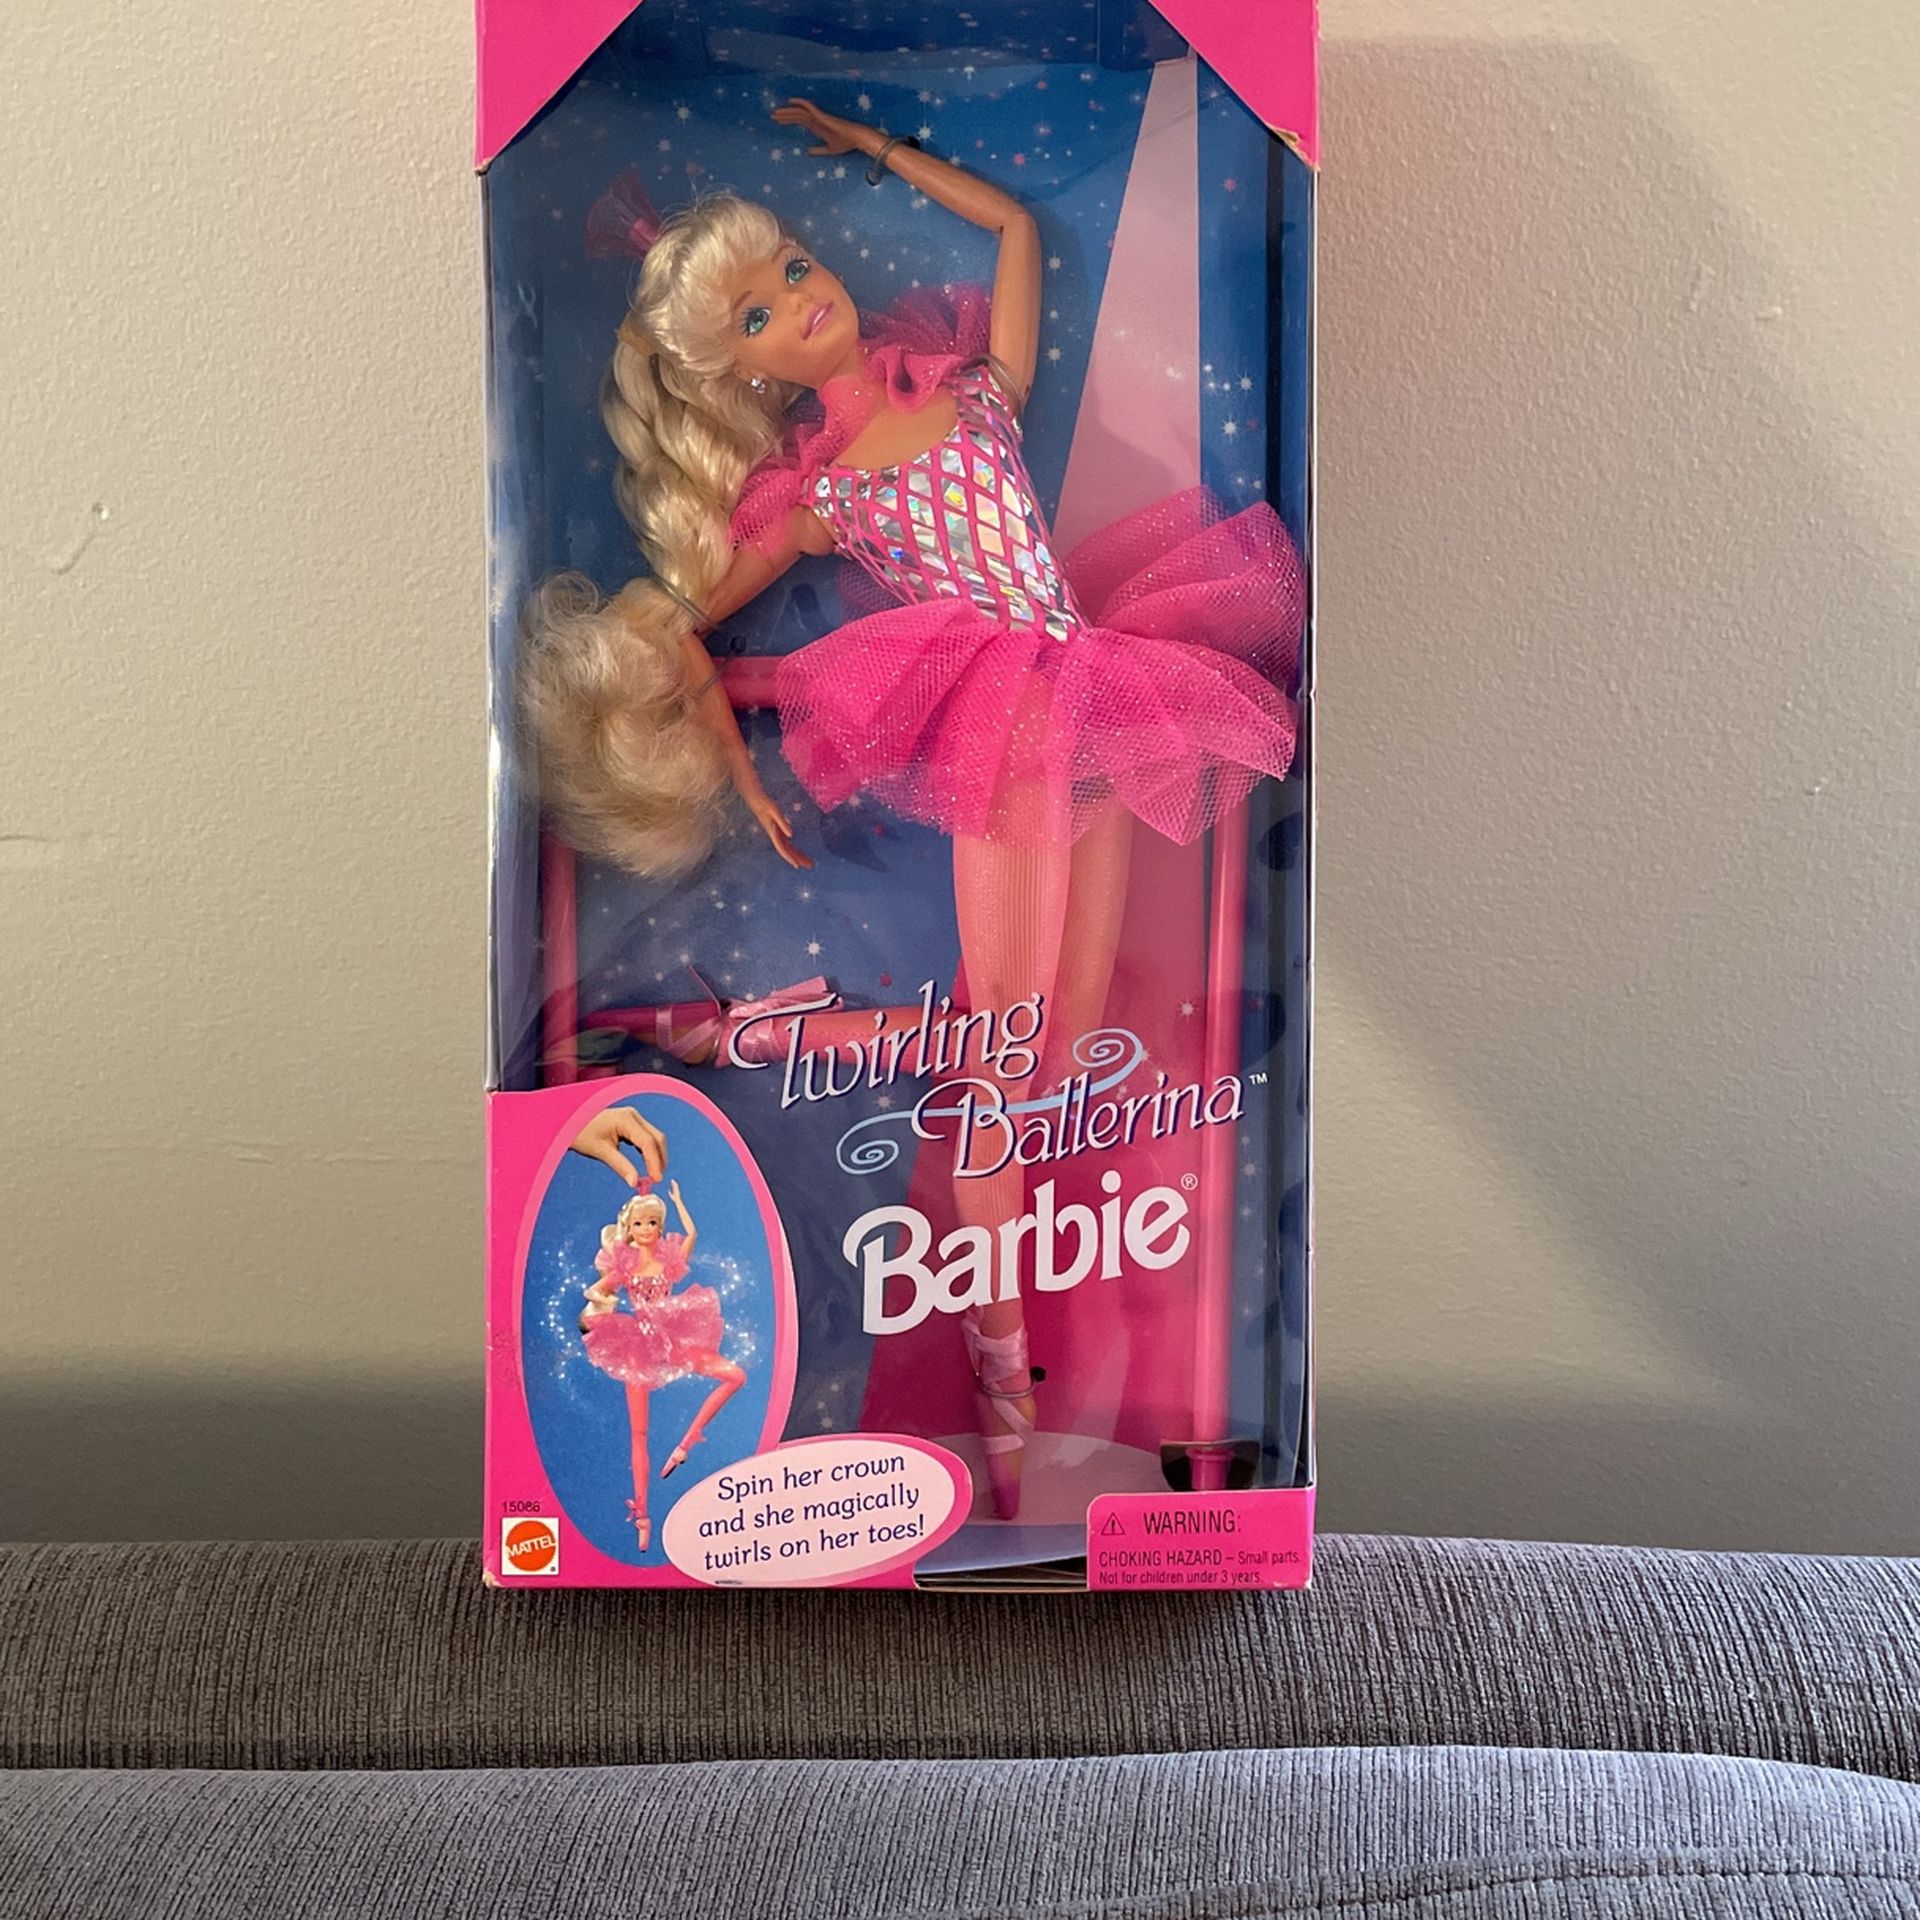 Twirling
Ballerina™
Barbie®
Spin her crown
and she magically
twirls on her toes!
15086
MATTEL
⚠ WARNING:
CHOKING HAZARD – Small parts.
Not for children under 3 years.